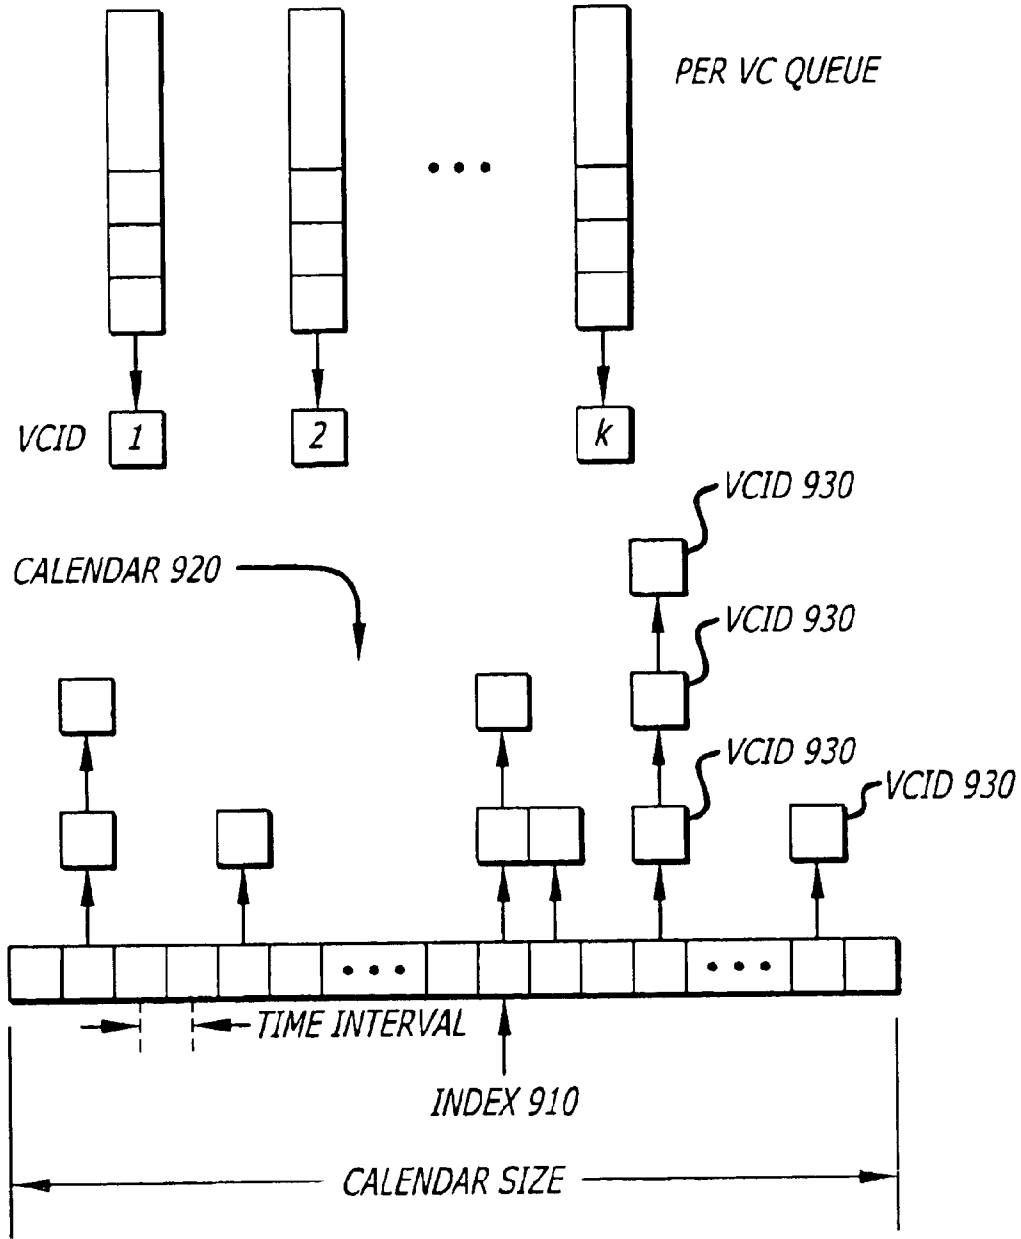 PER VC QUEUE
• • •
VCID 1 2 k
VCID 930
CALENDAR 920
VCID 930
VCID 930
VCID 930
• • •
• • •
TIME INTERVAL
INDEX 910
CALENDAR SIZE